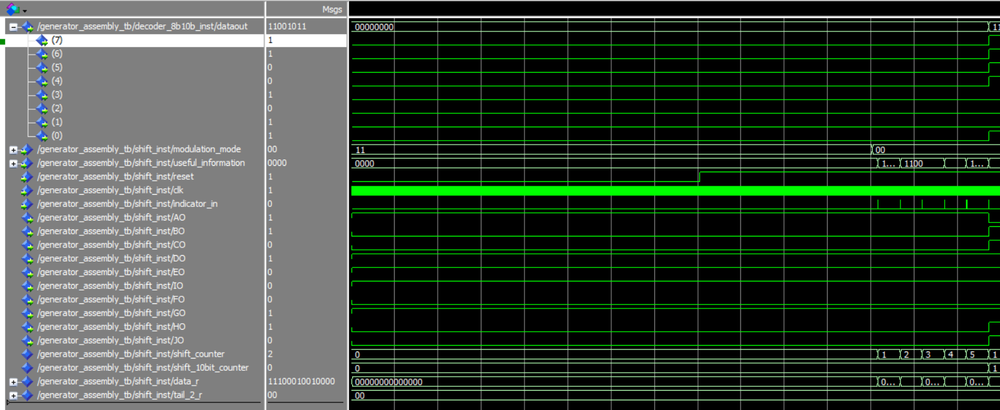 Msgs
/generator_assembly_tb/decoder_8b10b_inst/dataout 11001011 00000000 11
(7) 1
(6) 1
(5) 0
(4) 0
(3) 1
(2) 0
(1) 1
(0) 1
/generator_assembly_tb/shift_inst/modulation_mode 00 11 00
/generator_assembly_tb/shift_inst/useful_information 0000 0000 1... 1100 1...
/generator_assembly_tb/shift_inst/reset 1
/generator_assembly_tb/shift_inst/clk 1
/generator_assembly_tb/shift_inst/indicator_in 0
/generator_assembly_tb/shift_inst/AO 1
/generator_assembly_tb/shift_inst/BO 1
/generator_assembly_tb/shift_inst/CO 0
/generator_assembly_tb/shift_inst/DO 1
/generator_assembly_tb/shift_inst/EO 0
/generator_assembly_tb/shift_inst/IO 0
/generator_assembly_tb/shift_inst/FO 0
/generator_assembly_tb/shift_inst/GO 1
/generator_assembly_tb/shift_inst/HO 1
/generator_assembly_tb/shift_inst/JO 0
/generator_assembly_tb/shift_inst/shift_counter 2 0 1 2 3 4 5 1
/generator_assembly_tb/shift_inst/shift_10bit_counter 0 0 1
/generator_assembly_tb/shift_inst/data_r 11100010010000 00000000000000 0... 0... 0...
/generator_assembly_tb/shift_inst/tail_2_r 00 00